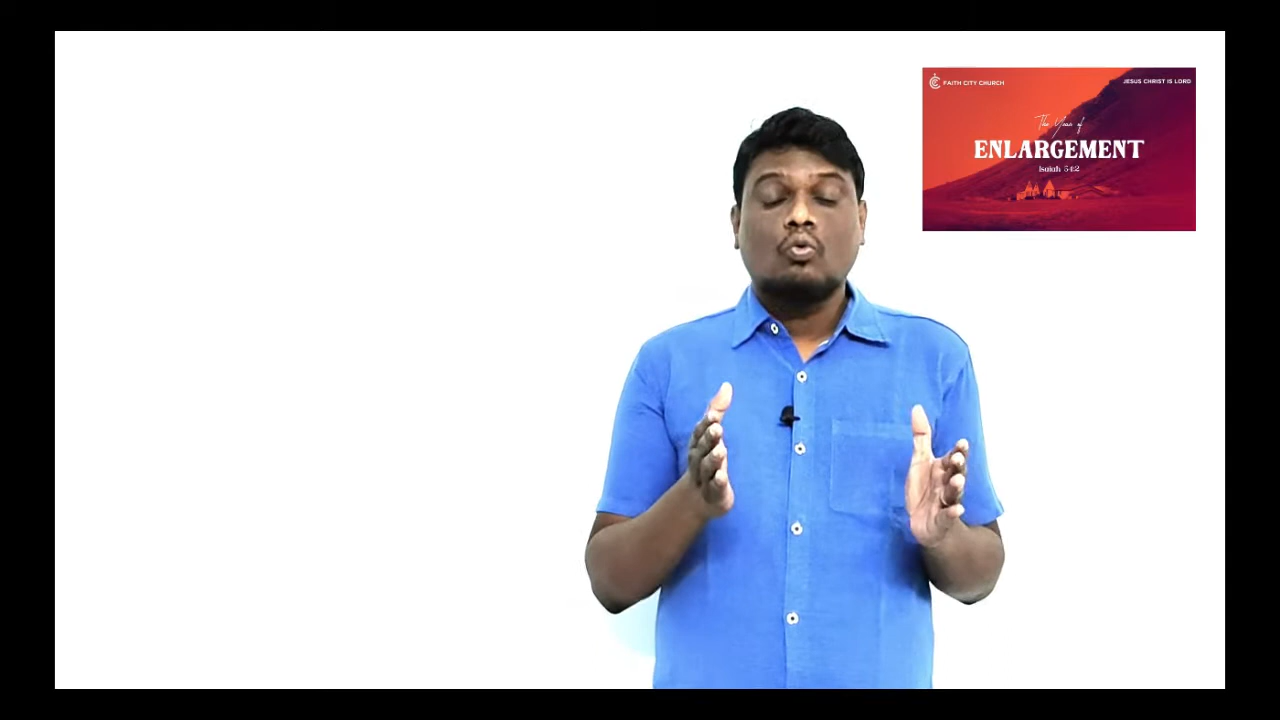 FAITH CITY CHURCH
JESUS CHRIST IS LORD
The Year of
ENLARGEMENT
Isaiah 54:2